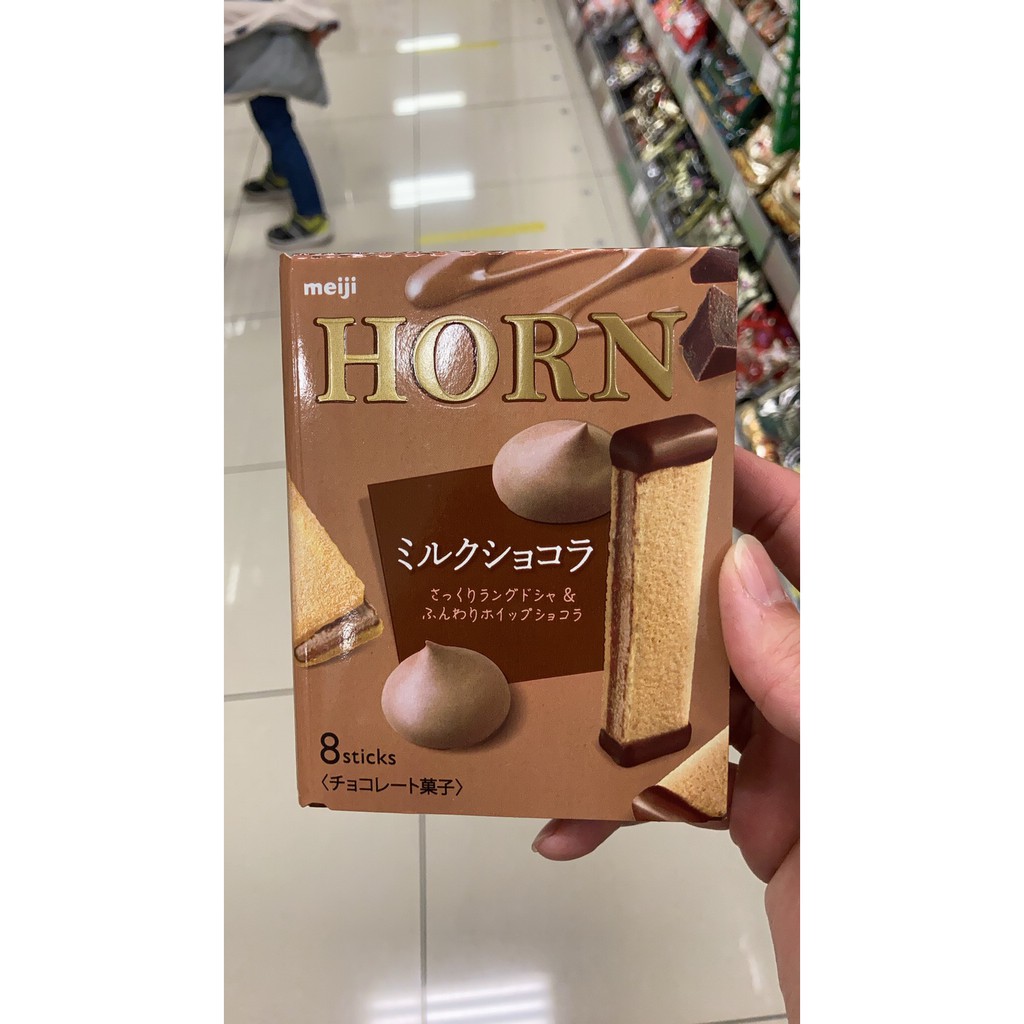 meiji
HORN
ミルクショコラ
さっくりラングドシャ &
ふんわりホイップショコラ
8 sticks
〈チョコレート菓子〉